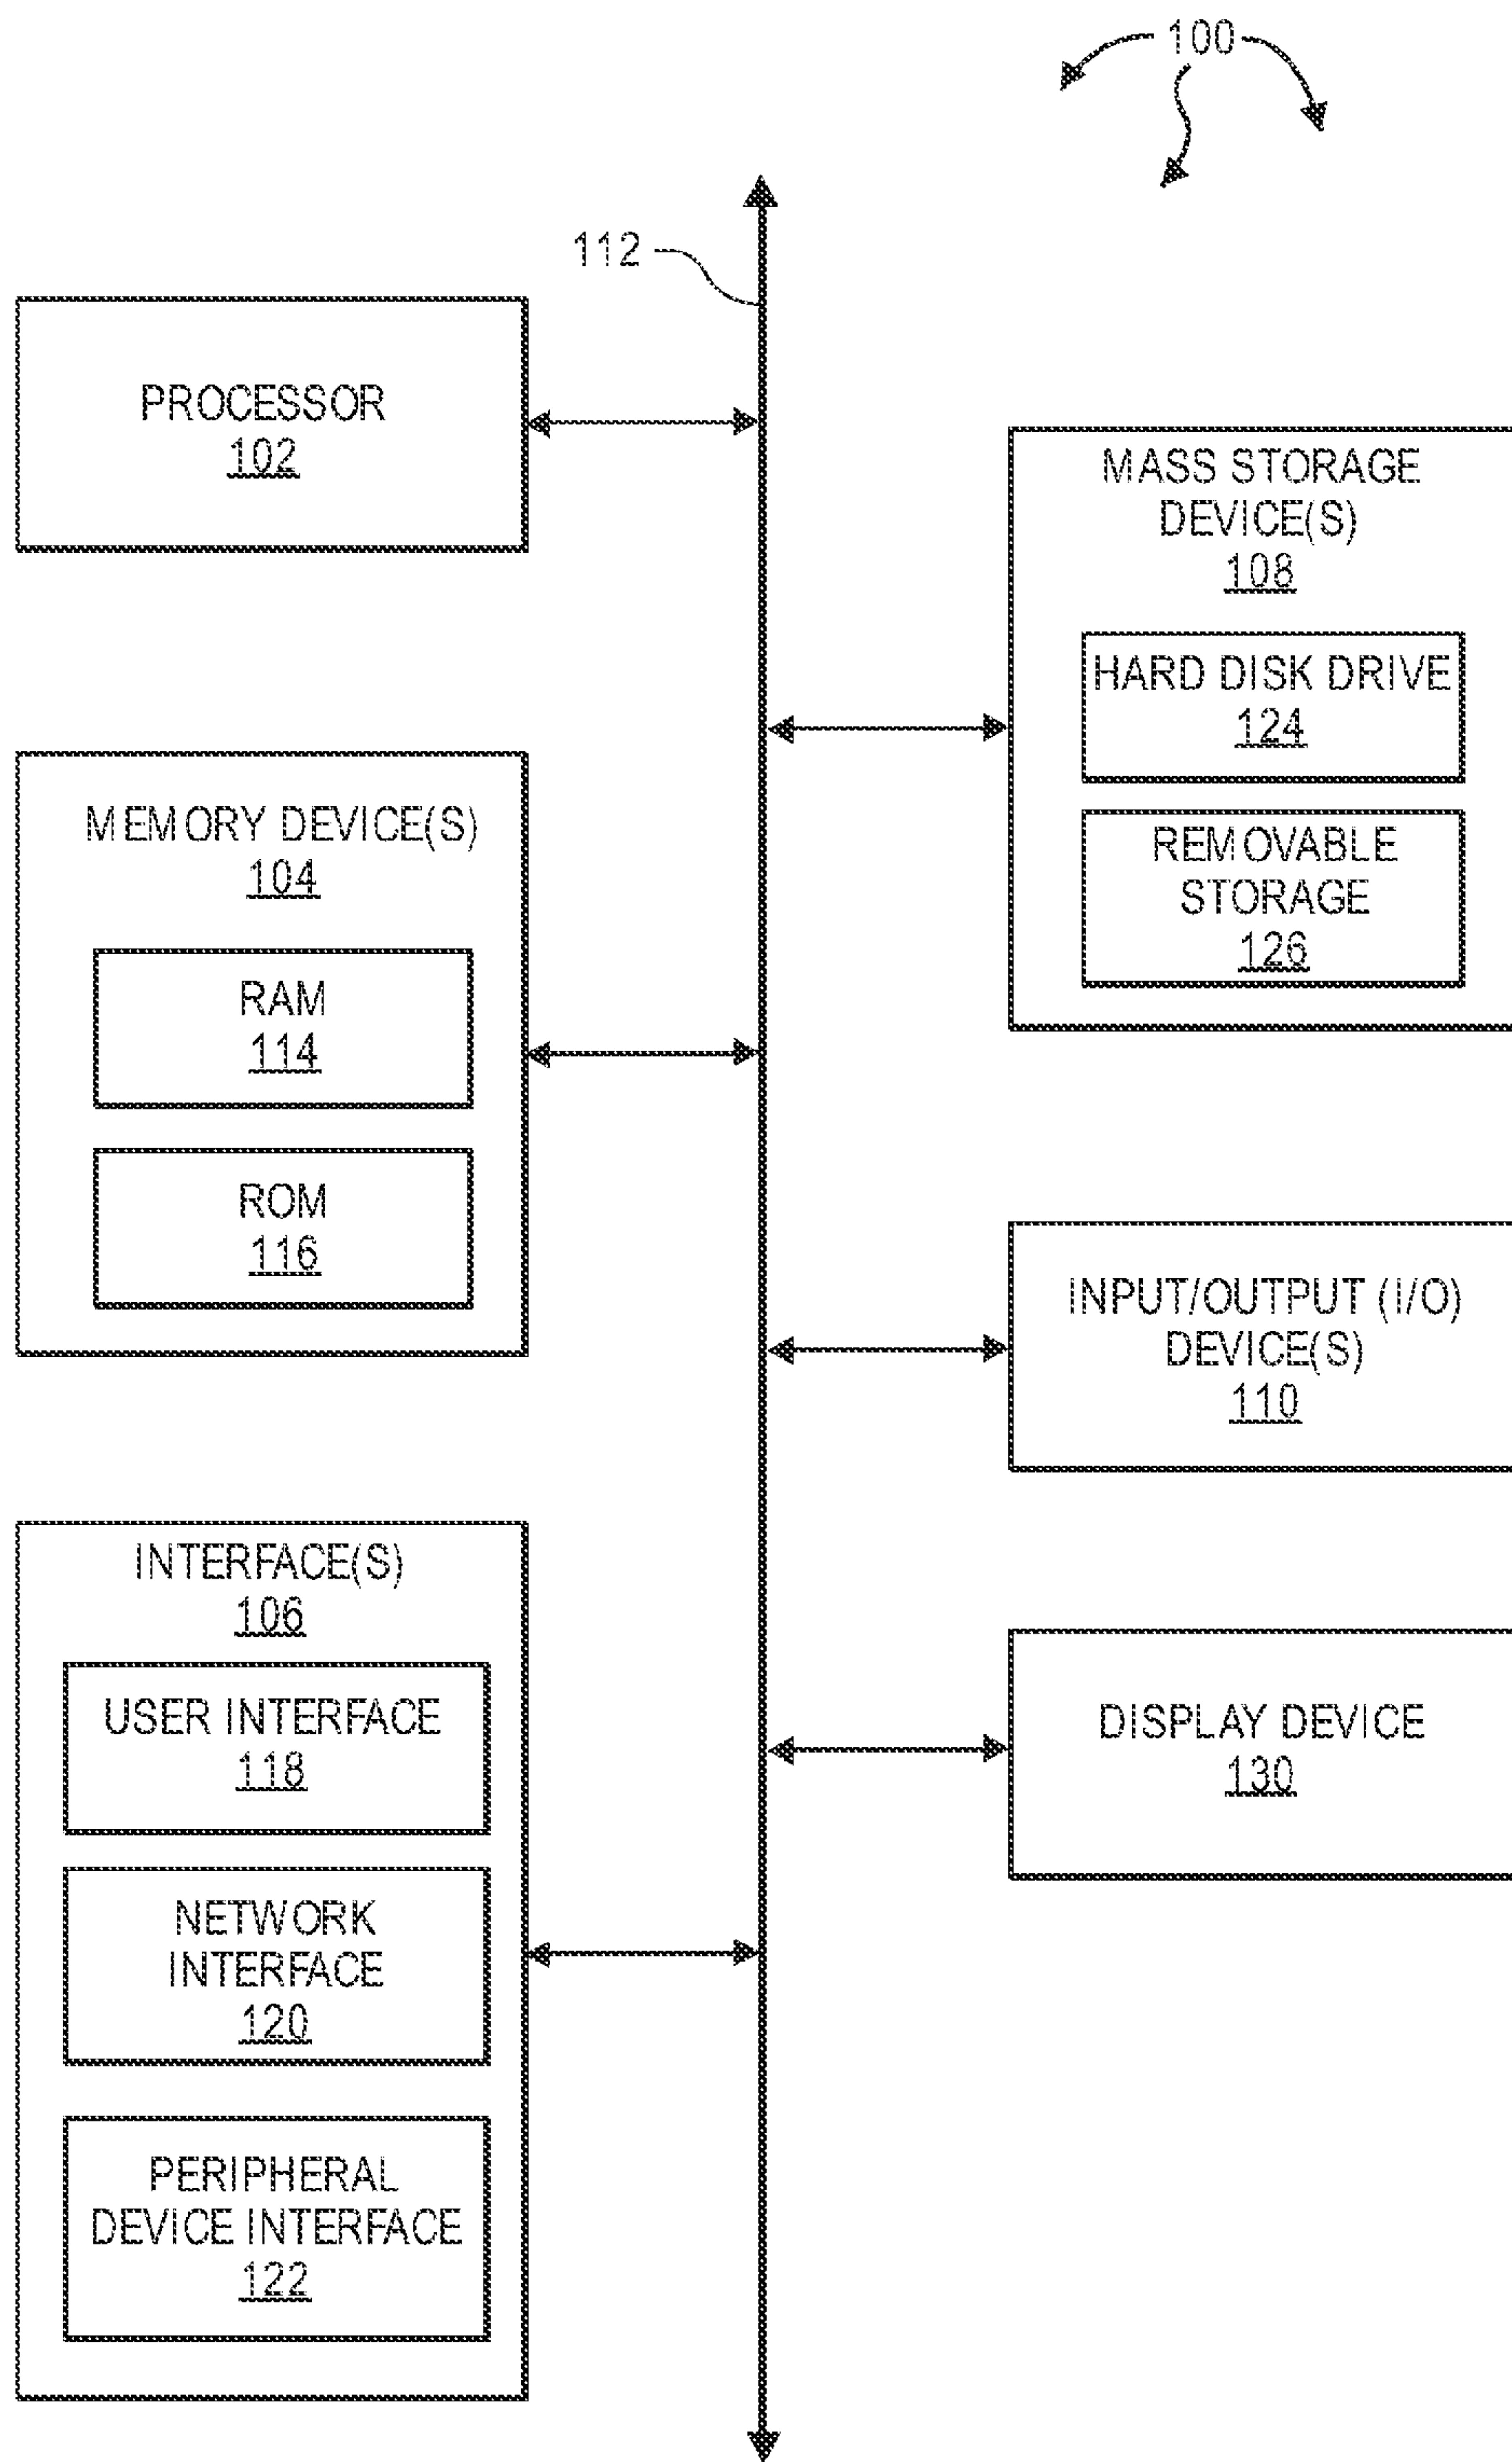 100
112
PROCESSOR
102
MEMORY DEVICE(S)
104
RAM
114
ROM
116
INTERFACE(S)
106
USER INTERFACE
118
NETWORK
INTERFACE
120
PERIPHERAL
DEVICE INTERFACE
122
MASS STORAGE
DEVICE(S)
108
HARD DISK DRIVE
124
REMOVABLE
STORAGE
126
INPUT/OUTPUT (I/O)
DEVICE(S)
110
DISPLAY DEVICE
130